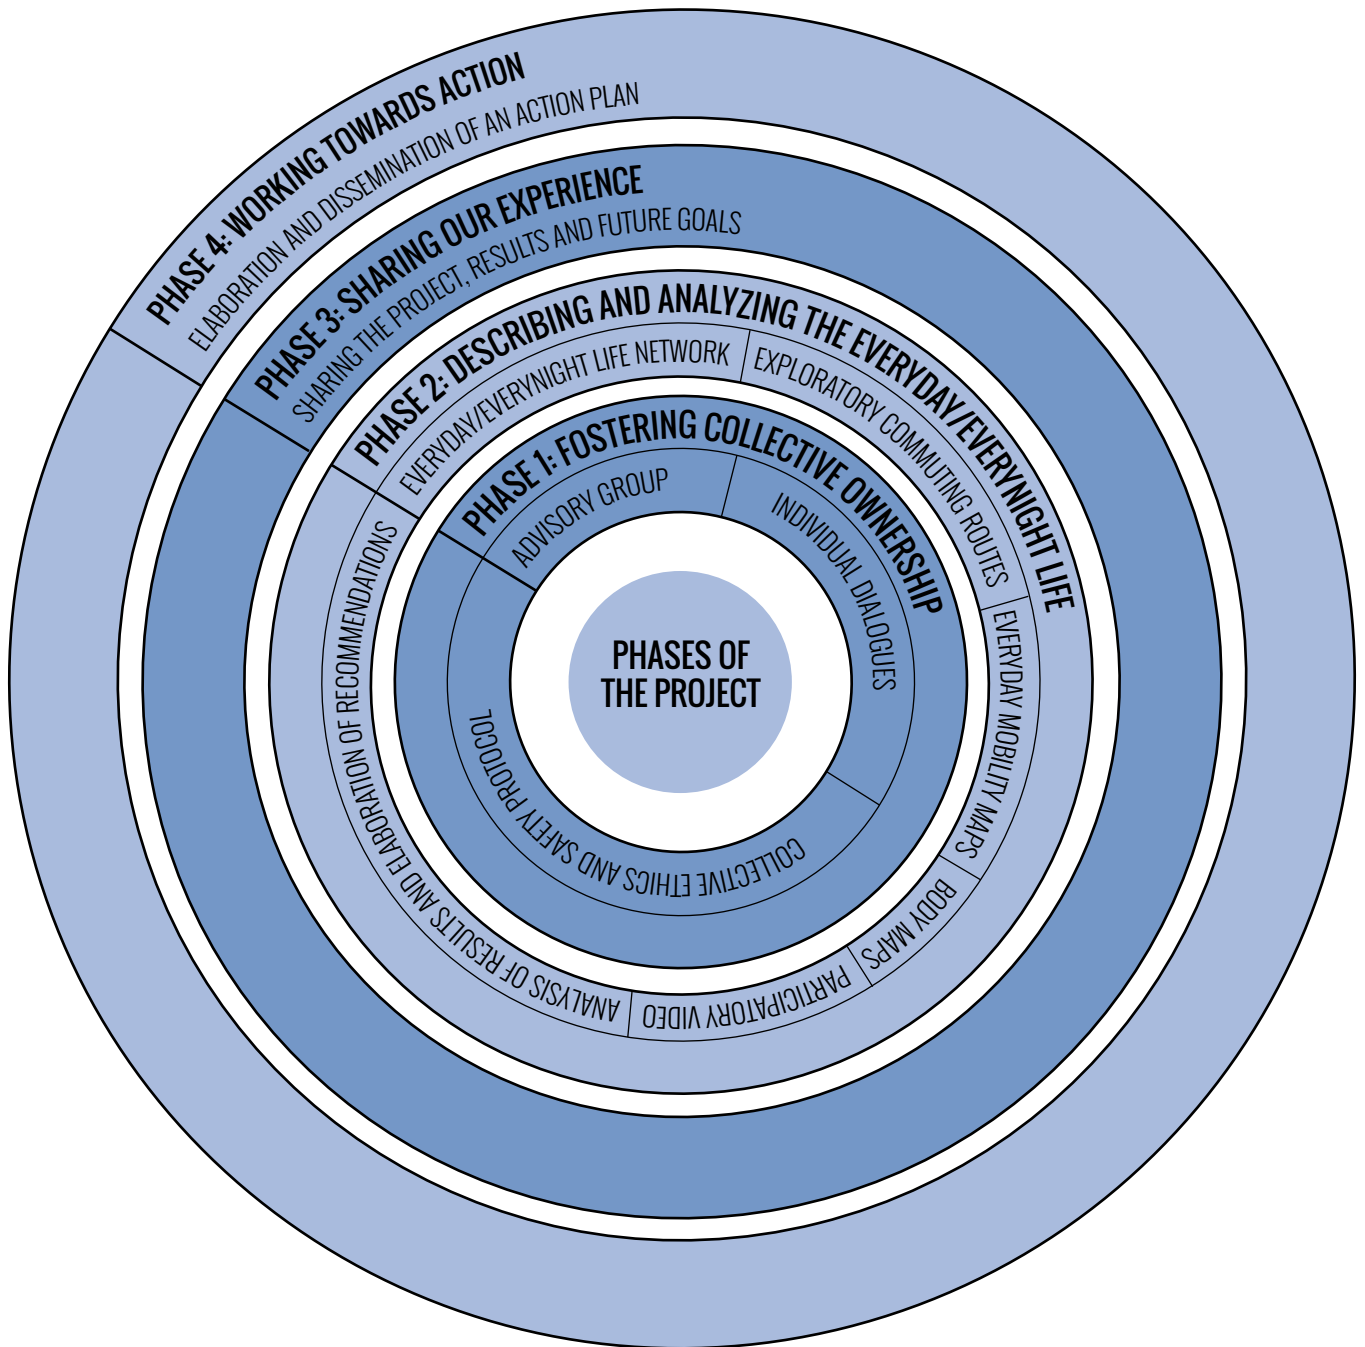 PHASE 4: WORKING TOWARDS ACTION
ELABORATION AND DISSEMINATION OF AN ACTION PLAN
PHASE 3: SHARING OUR EXPERIENCE
SHARING THE PROJECT, RESULTS AND FUTURE GOALS
PHASE 2: DESCRIBING AND ANALYZING THE EVERYDAY/EVERYNIGHT LIFE
EVERYDAY/EVERYNIGHT LIFE NETWORK
EXPLORATORY COMMUTING ROUTES
EVERYDAY MOBILITY MAPS
BODY MAPS
PARTICIPATORY VIDEO
ANALYSIS OF RESULTS AND ELABORATION OF RECOMMENDATIONS
PHASE 1: FOSTERING COLLECTIVE OWNERSHIP
ADVISORY GROUP
INDIVIDUAL DIALOGUES
COLLECTIVE ETHICS AND SAFETY PROTOCOL
PHASES OF
THE PROJECT